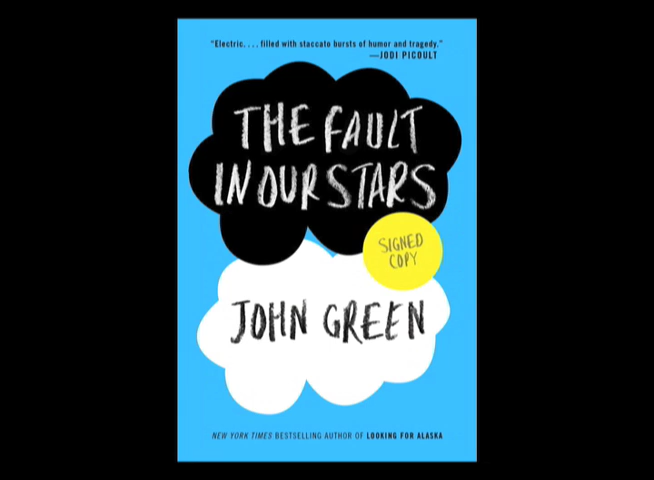 "Electric. . . . filled with staccato bursts of humor and tragedy."
—JODI PICOULT
THE FAULT
IN OUR STARS
SIGNED
COPY
JOHN GREEN
NEW YORK TIMES BESTSELLING AUTHOR OF LOOKING FOR ALASKA